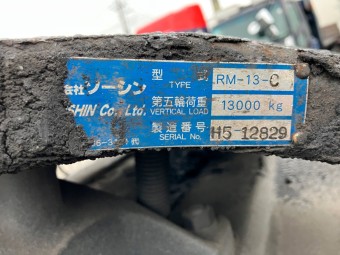 型 式 LRM-13-C
TYPE
会社 ソーシン
第五輪荷重 13000 kg
SHIN Co., Ltd.
VERTICAL LOAD
製造番号 H5-12829
SERIAL No.